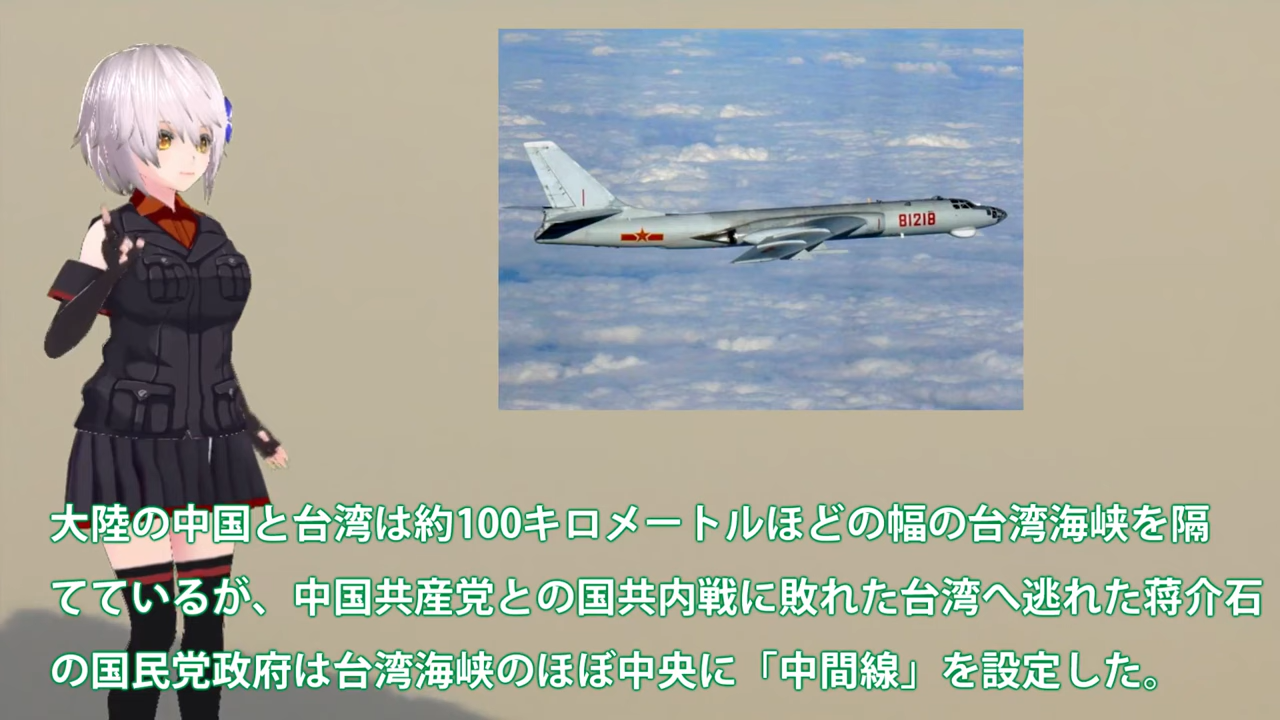 81218
大陸の中国と台湾は約100キロメートルほどの幅の台湾海峡を隔
てているが、中国共産党との国共内戦に敗れた台湾へ逃れた蒋介石
の国民党政府は台湾海峡のほぼ中央に「中間線」を設定した。